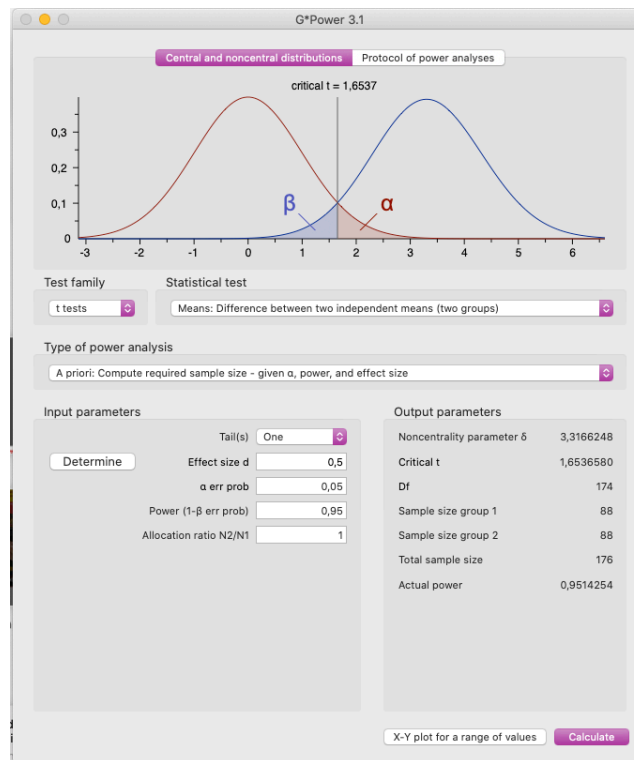 G*Power 3.1
Central and noncentral distributions Protocol of power analyses
critical t = 1,6537
0,3
0,2
0,1
0
β α
-3 -2 -1 0 1 2 3 4 5 6
Test family Statistical test
t tests Means: Difference between two independent means (two groups)
Type of power analysis
A priori: Compute required sample size - given α, power, and effect size
Input parameters
Tail(s) One
Determine Effect size d 0,5
α err prob 0,05
Power (1-β err prob) 0,95
Allocation ratio N2/N1 1
Output parameters
Noncentrality parameter δ 3,3166248
Critical t 1,6536580
Df 174
Sample size group 1 88
Sample size group 2 88
Total sample size 176
Actual power 0,9514254
X-Y plot for a range of values Calculate